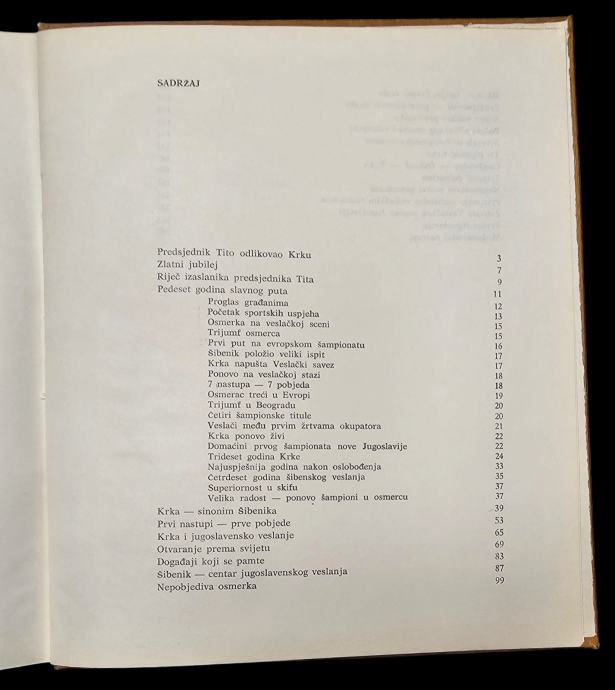 SADRŽAJ
Predsjednik Tito odlikovao Krku 3
Zlatni jubilej 7
Riječ izaslanika predsjednika Tita 9
Pedeset godina slavnog puta 11
Proglas građanima 12
Početak sportskih uspjeha 13
Osmerka na veslačkoj sceni 15
Trijumf osmerca 15
Prvi put na evropskom šampionatu 16
Šibenik položio veliki ispit 17
Krka napušta Veslački savez 17
Ponovo na veslačkoj stazi 18
7 nastupa — 7 pobjeda 18
Osmerac treći u Evropi 19
Trijumf u Beogradu 20
Četiri šampionske titule 20
Veslači među prvim žrtvama okupatora 21
Krka ponovo živi 22
Domaćini prvog šampionata nove Jugoslavije 22
Trideset godina Krke 24
Najuspješnija godina nakon oslobođenja 33
Četrdeset godina šibenskog veslanja 35
Superiornost u skifu 37
Velika radost — ponovo šampioni u osmercu 37
Krka — sinonim Šibenika 39
Prvi nastupi — prve pobjede 53
Krka i jugoslavensko veslanje 65
Otvaranje prema svijetu 69
Događaji koji se pamte 83
Šibenik — centar jugoslavenskog veslanja 87
Nepobjediva osmerka 99